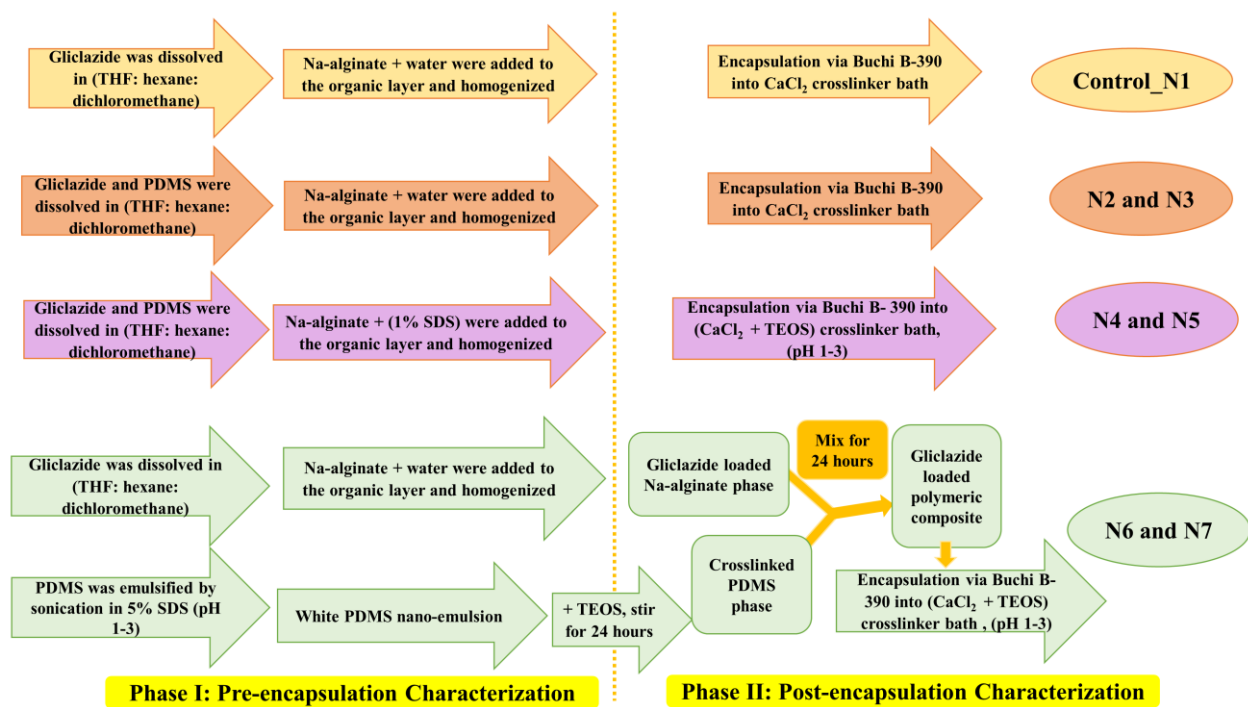 Gliclazide was dissolved
in (THF: hexane:
dichloromethane)
Na-alginate + water were added to
the organic layer and homogenized
Encapsulation via Buchi B-390
into CaCl₂ crosslinker bath
Control_N1
Gliclazide and PDMS were
dissolved in (THF: hexane:
dichloromethane)
Na-alginate + water were added to
the organic layer and homogenized
Encapsulation via Buchi B-390
into CaCl₂ crosslinker bath
N2 and N3
Gliclazide and PDMS were
dissolved in (THF: hexane:
dichloromethane)
Na-alginate + (1% SDS) were added to
the organic layer and homogenized
Encapsulation via Buchi B- 390 into
(CaCl₂ + TEOS) crosslinker bath,
(pH 1-3)
N4 and N5
Gliclazide was dissolved in
(THF: hexane:
dichloromethane)
Na-alginate + water were added to
the organic layer and homogenized
Gliclazide loaded
Na-alginate phase
Mix for
24 hours
Gliclazide
loaded
polymeric
composite
N6 and N7
PDMS was emulsified by
sonication in 5% SDS (pH
1-3)
White PDMS nano-emulsion
+ TEOS, stir
for 24 hours
Crosslinked
PDMS
phase
Encapsulation via Buchi B-
390 into (CaCl₂ + TEOS)
crosslinker bath , (pH 1-3)
Phase I: Pre-encapsulation Characterization
Phase II: Post-encapsulation Characterization